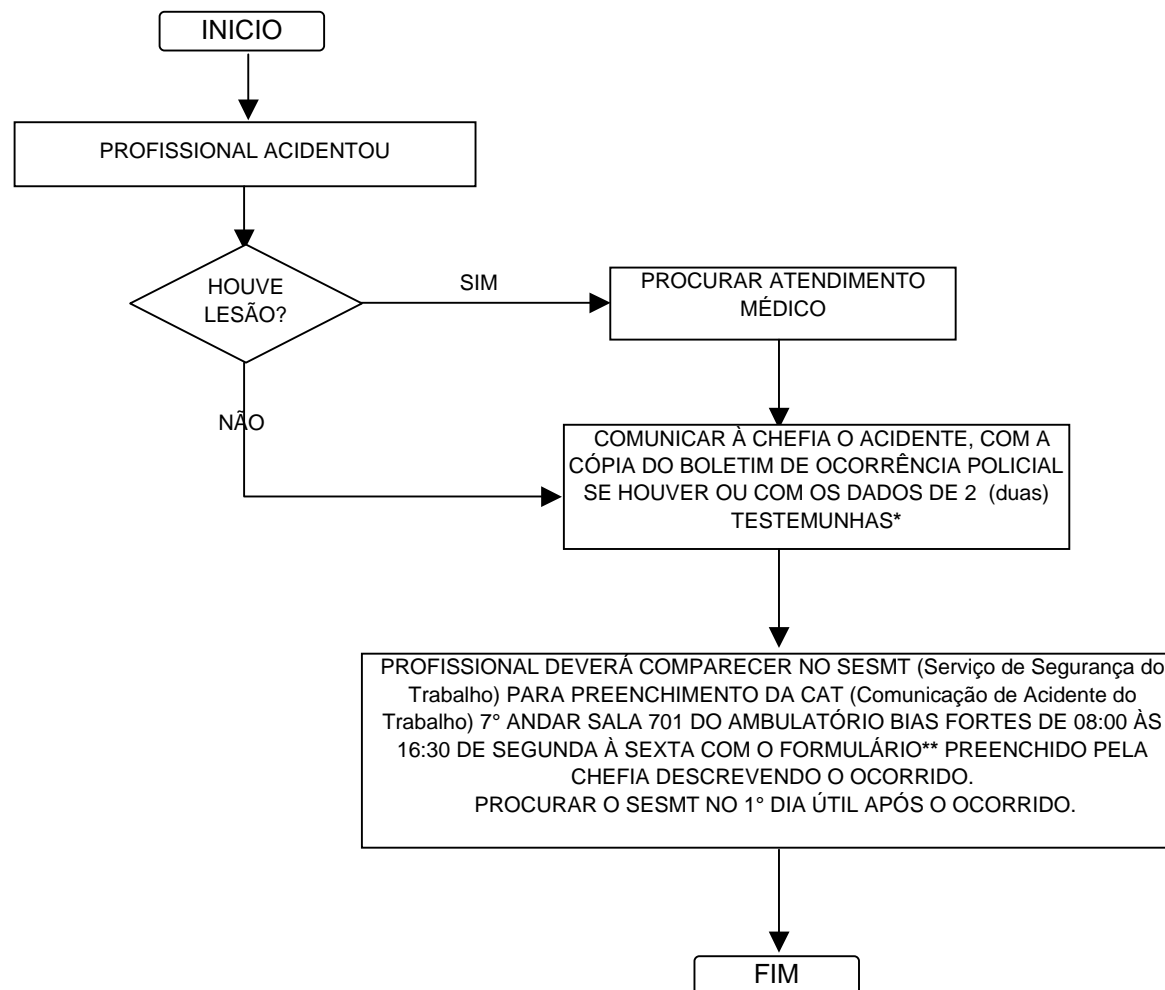 INICIO
PROFISSIONAL ACIDENTOU
HOUVE
LESÃO?
SIM
PROCURAR ATENDIMENTO
MÉDICO
NÃO
COMUNICAR À CHEFIA O ACIDENTE, COM A
CÓPIA DO BOLETIM DE OCORRÊNCIA POLICIAL
SE HOUVER OU COM OS DADOS DE 2 (duas)
TESTEMUNHAS*
PROFISSIONAL DEVERÁ COMPARECER NO SESMT (Serviço de Segurança do
Trabalho) PARA PREENCHIMENTO DA CAT (Comunicação de Acidente do
Trabalho) 7° ANDAR SALA 701 DO AMBULATÓRIO BIAS FORTES DE 08:00 ÀS
16:30 DE SEGUNDA À SEXTA COM O FORMULÁRIO** PREENCHIDO PELA
CHEFIA DESCREVENDO O OCORRIDO.
PROCURAR O SESMT NO 1° DIA ÚTIL APÓS O OCORRIDO.
FIM